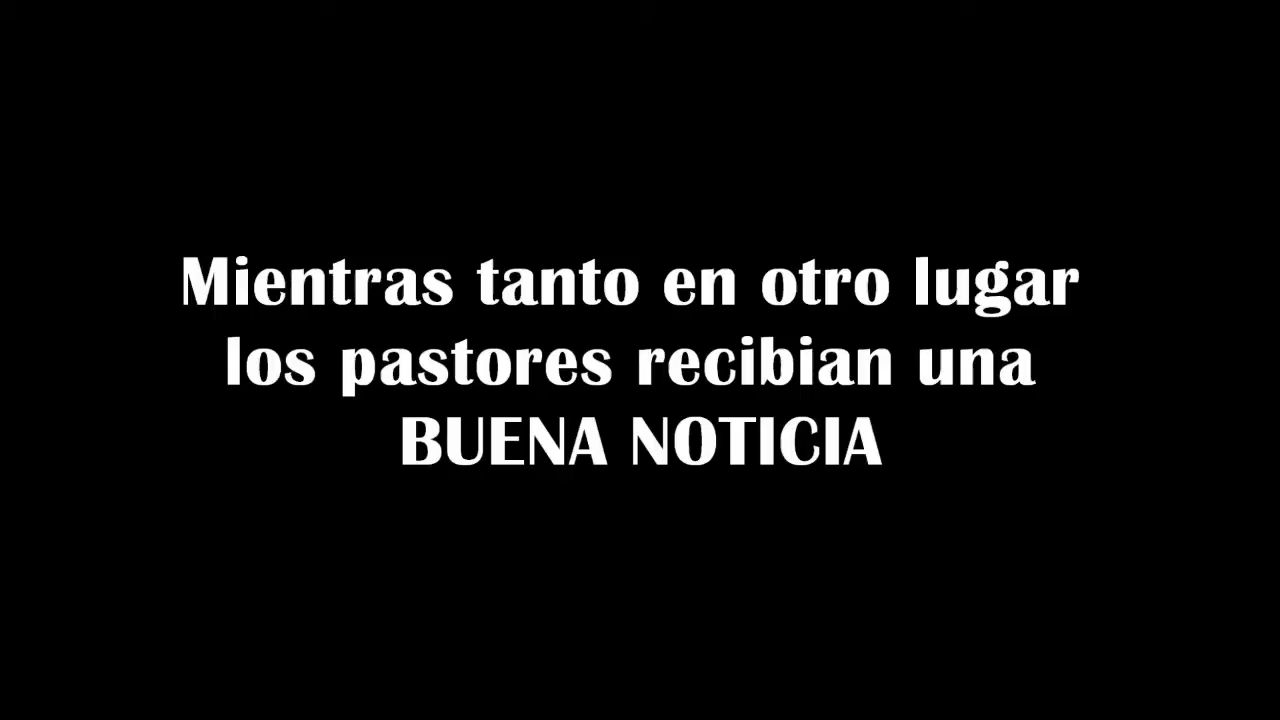 Mientras tanto en otro lugar
los pastores recibian una
BUENA NOTICIA